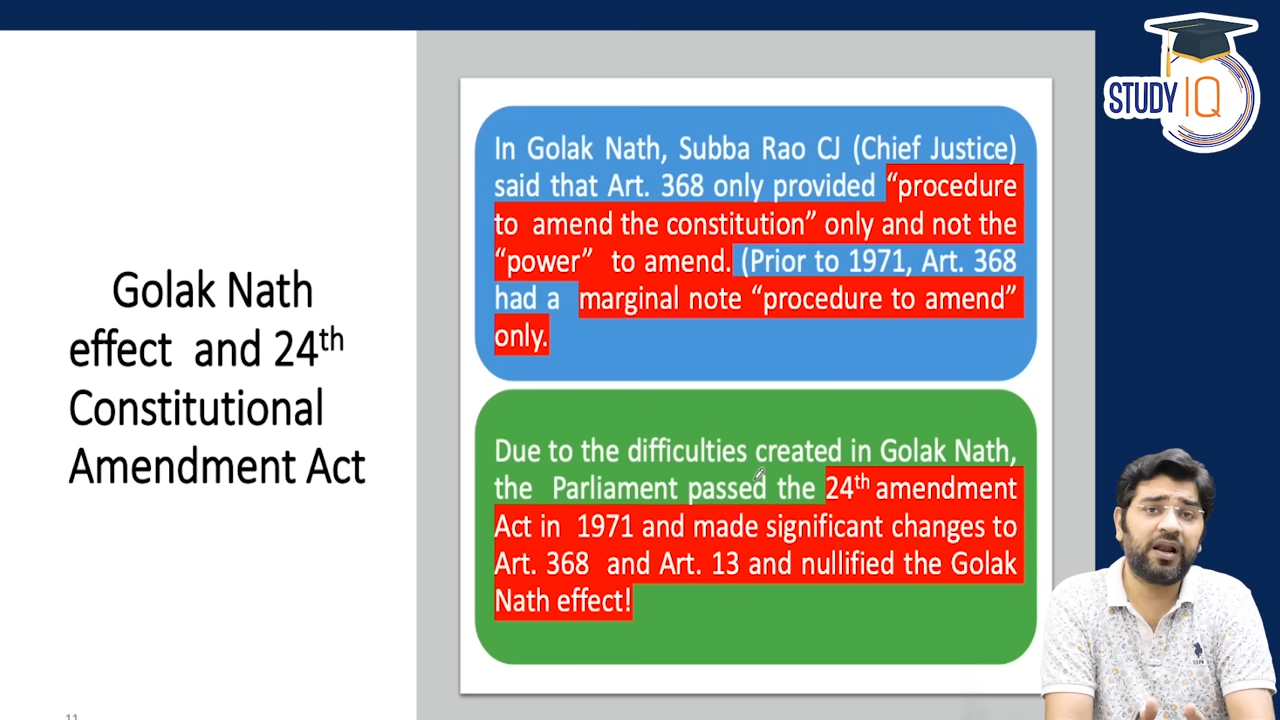 STUDY IQ
Golak Nath
effect and 24th
Constitutional
Amendment Act
In Golak Nath, Subba Rao CJ (Chief Justice)
said that Art. 368 only provided “procedure
to amend the constitution” only and not the
“power” to amend. (Prior to 1971, Art. 368
had a marginal note “procedure to amend”
only.
Due to the difficulties created in Golak Nath,
the Parliament passed the 24th amendment
Act in 1971 and made significant changes to
Art. 368 and Art. 13 and nullified the Golak
Nath effect!
11